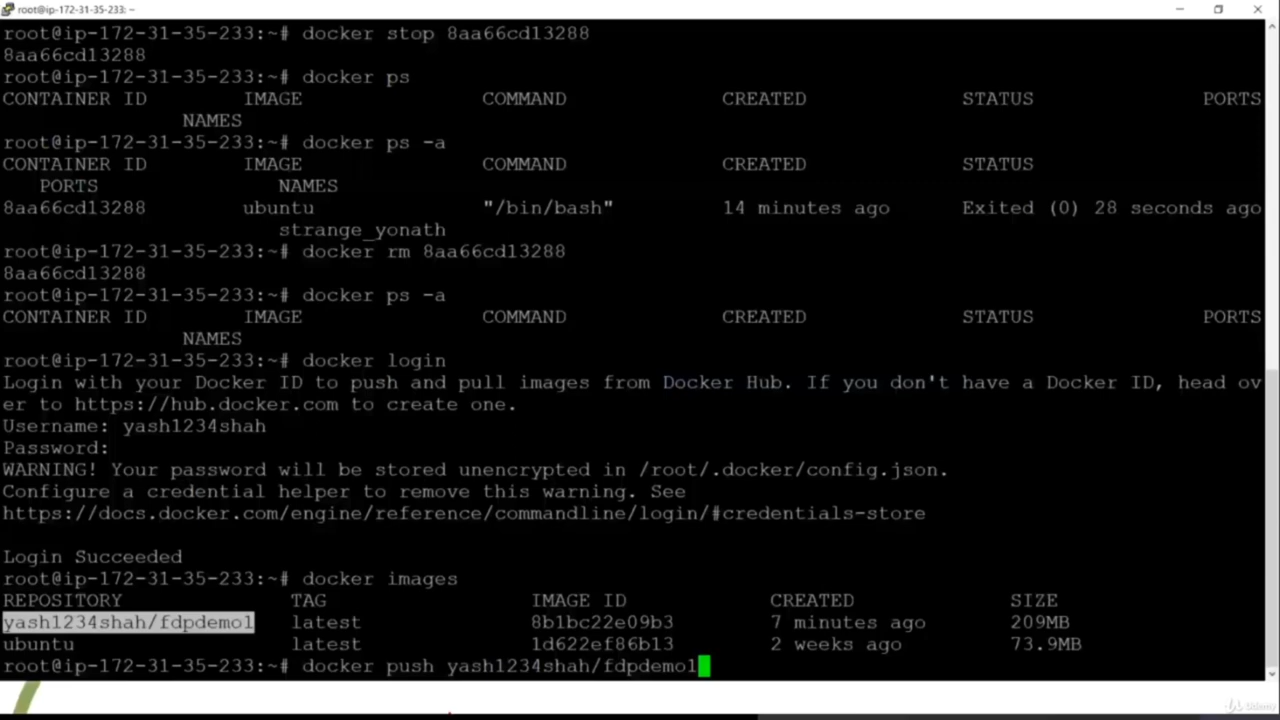 root@ip-172-31-35-233: ~
root@ip-172-31-35-233:~# docker stop 8aa66cd13288
8aa66cd13288
root@ip-172-31-35-233:~# docker ps
CONTAINER ID IMAGE COMMAND CREATED STATUS PORTS
NAMES
root@ip-172-31-35-233:~# docker ps -a
CONTAINER ID IMAGE COMMAND CREATED STATUS
PORTS NAMES
8aa66cd13288 ubuntu "/bin/bash" 14 minutes ago Exited (0) 28 seconds ago
strange_yonath
root@ip-172-31-35-233:~# docker rm 8aa66cd13288
8aa66cd13288
root@ip-172-31-35-233:~# docker ps -a
CONTAINER ID IMAGE COMMAND CREATED STATUS PORTS
NAMES
root@ip-172-31-35-233:~# docker login
Login with your Docker ID to push and pull images from Docker Hub. If you don't have a Docker ID, head ov
er to https://hub.docker.com to create one.
Username: yash1234shah
Password:
WARNING! Your password will be stored unencrypted in /root/.docker/config.json.
Configure a credential helper to remove this warning. See
https://docs.docker.com/engine/reference/commandline/login/#credentials-store
Login Succeeded
root@ip-172-31-35-233:~# docker images
REPOSITORY TAG IMAGE ID CREATED SIZE
yash1234shah/fdpdemo1 latest 8b1bc22e09b3 7 minutes ago 209MB
ubuntu latest 1d622ef86b13 2 weeks ago 73.9MB
root@ip-172-31-35-233:~# docker push yash1234shah/fdpdemo1
Udemy